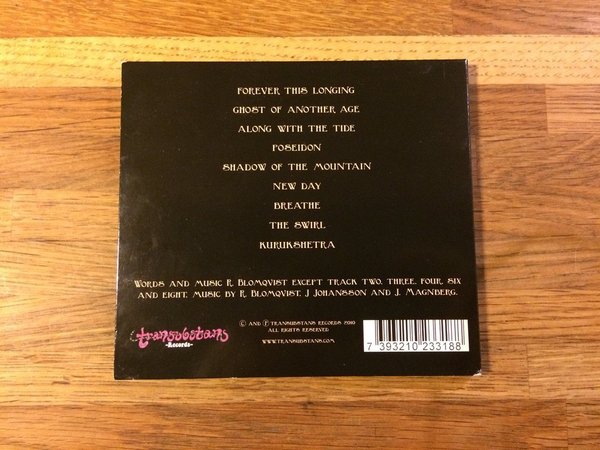 FOREVER THIS LONGING
GHOST OF ANOTHER AGE
ALONG WITH THE TIDE
POSEIDON
SHADOW OF THE MOUNTAIN
NEW DAY
BREATHE
THE SWIRL
KURUKSHETRA
WORDS AND MUSIC R. BLOMQVIST EXCEPT TRACK TWO, THREE, FOUR, SIX
AND EIGHT, MUSIC BY R. BLOMQVIST, J JOHANSSON AND J. MAGNBERG.
transubstans
-Records-
© AND ℗ TRANSUBSTANS RECORDS 2010
ALL RIGHTS RESERVED
WWW.TRANSUBSTANS.COM
7 393210 233188